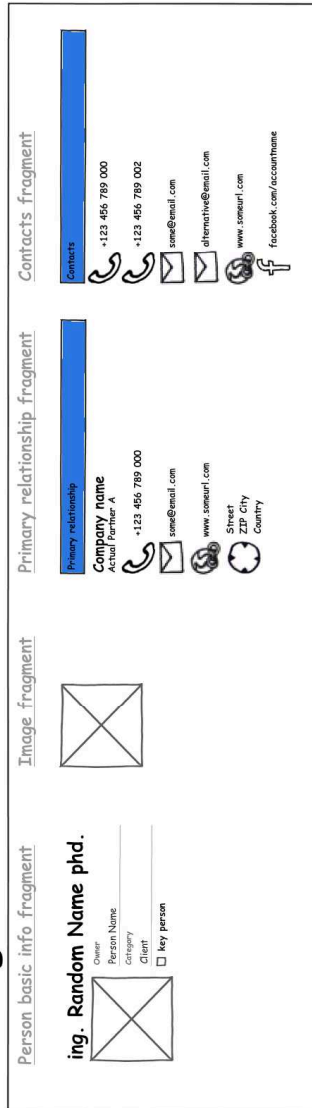 Person basic info fragment
ing. Random Name phd.
Owner
Person Name
Category
Client
key person
Image fragment
Primary relationship fragment
Primary relationship
Company name
Actual Partner A
+123 456 789 000
some@email.com
www.someurl.com
Street
ZIP City
Country
Contacts fragment
Contacts
+123 456 789 000
+123 456 789 002
some@email.com
alternative@email.com
www.someurl.com
facebook.com/accountname